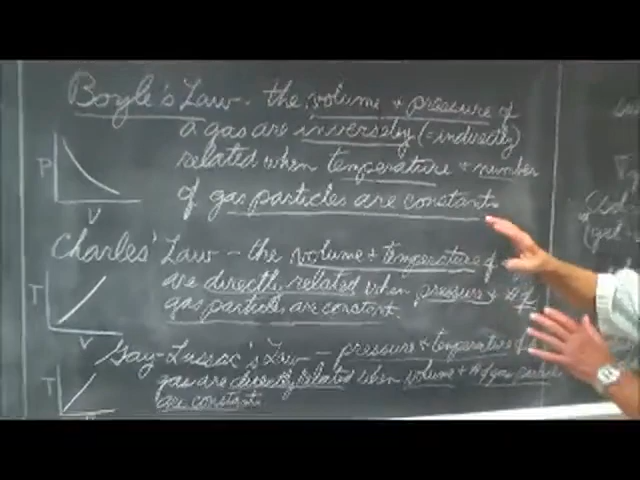 Boyle's Law - the volume + pressure of
a gas are inversely (=indirectly)
related when temperature + number
of gas particles are constant.
P
V
Charles' Law - the volume + temperature of
are directly related when pressure + # of
gas particles are constant.
T
V
Gay-Lussac's Law - pressure + temperature of
gas are directly related when volume + # of gas particles
are constant.
T